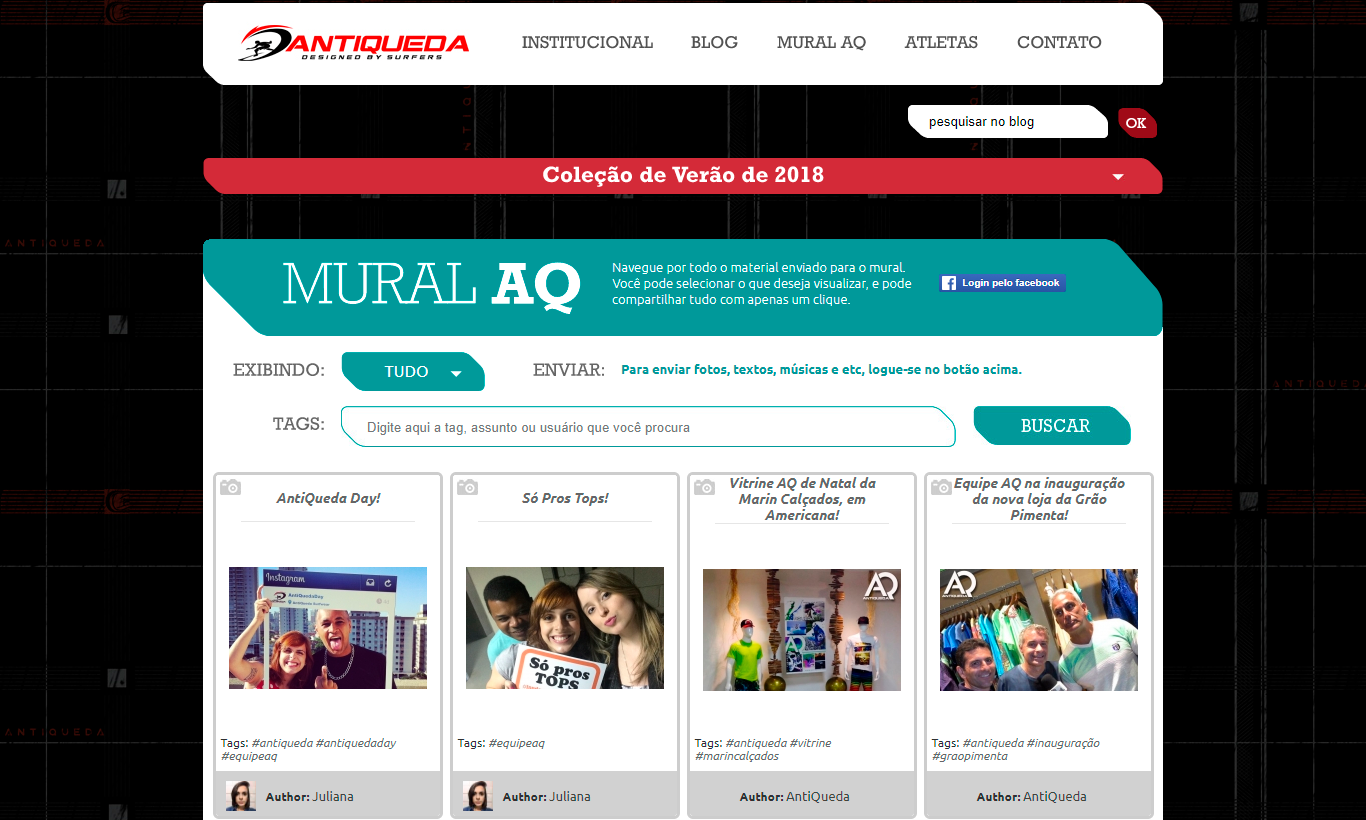 ANTIQUEDA
DESIGNED BY SURFERS
INSTITUCIONAL
BLOG
MURAL AQ
ATLETAS
CONTATO
pesquisar no blog
OK
Coleção de Verão de 2018
MURAL AQ
Navegue por todo o material enviado para o mural.
Você pode selecionar o que deseja visualizar, e pode
compartilhar tudo com apenas um clique.
Login pelo facebook
EXIBINDO:
TUDO
ENVIAR:
Para enviar fotos, textos, músicas e etc, logue-se no botão acima.
TAGS:
Digite aqui a tag, assunto ou usuário que você procura
BUSCAR
AntiQueda Day!
Instagram
AntiQuedaDay
Tags: #antiqueda #antiquedaday
#equipeaq
Author: Juliana
Só Pros Tops!
Só pros
TOPS
Tags: #equipeaq
Author: Juliana
Vitrine AQ de Natal da
Marin Calçados, em
Americana!
AQ
ANTIQUEDA
Tags: #antiqueda #vitrine
#marincalçados
Author: AntiQueda
Equipe AQ na inauguração
da nova loja da Grão
Pimenta!
AQ
ANTIQUEDA
Tags: #antiqueda #inauguração
#graopimenta
Author: AntiQueda
ANTIQUEDA
ANTIQUEDA
ANTIQUEDA